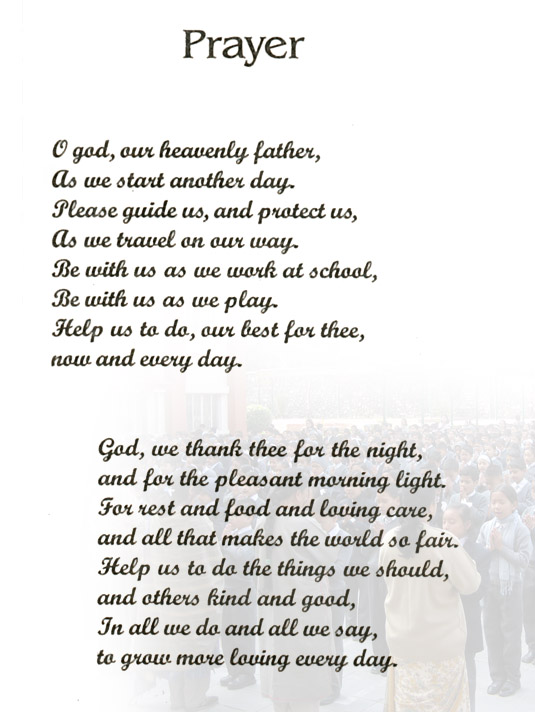 Prayer
O god, our heavenly father,
As we start another day.
Please guide us, and protect us,
As we travel on our way.
Be with us as we work at school,
Be with us as we play.
Help us to do, our best for thee,
now and every day.
God, we thank thee for the night,
and for the pleasant morning light.
For rest and food and loving care,
and all that makes the world so fair.
Help us to do the things we should,
and others kind and good,
In all we do and all we say,
to grow more loving every day.